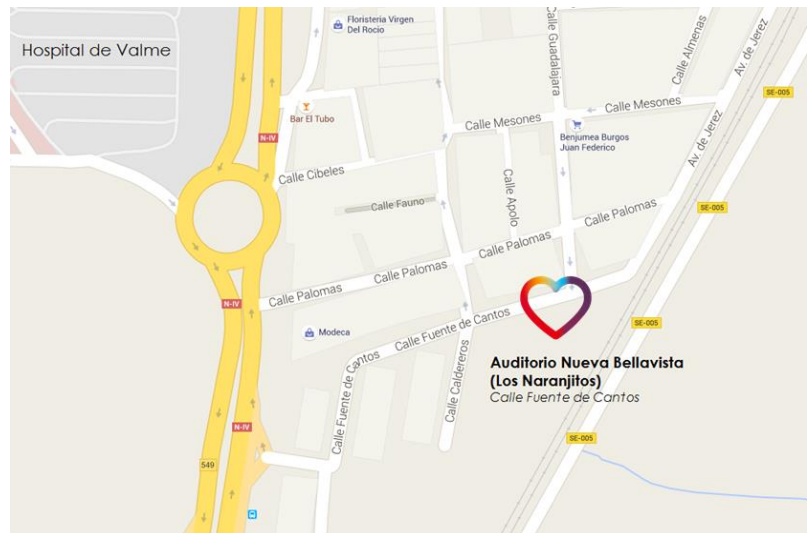 Floristeria Virgen
Del Rocio
Hospital de Valme
Calle Guadalajara
Calle Almenas
Av. de Jerez
SE-005
Bar El Tubo
Calle Mesones
Calle Mesones
N-IV
Benjumea Burgos
Juan Federico
Av. de Jerez
Calle Cibeles
Calle Apolo
Calle Fauno
SE-005
Calle Palomas
Calle Palomas
Calle Palomas
Calle Palomas
N-IV
Modeca
Calle Fuente de Cantos
SE-005
Calle Fuente de Cantos
Auditorio Nueva Bellavista
(Los Naranjitos)
Calle Fuente de Cantos
Calle Caldereros
N-IV
SE-005
549